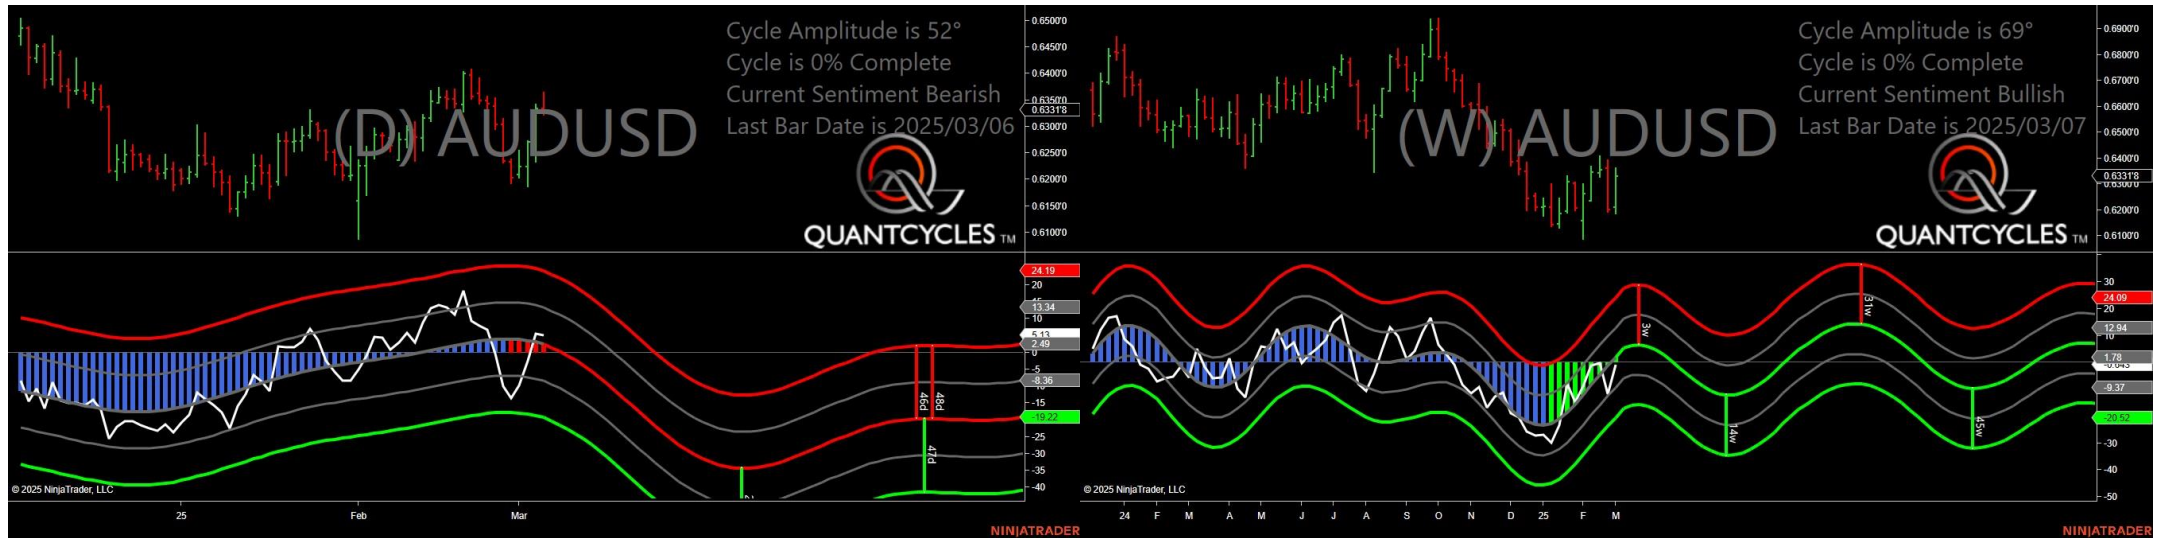 Cycle Amplitude is 52°
Cycle is 0% Complete
Current Sentiment Bearish
Last Bar Date is 2025/03/06
(D) AUDUSD
QUANTCYCLES TM
0.6500'0
0.6450'0
0.6400'0
0.6350'0
0.6331'8
0.6300'0
0.6250'0
0.6200'0
0.6150'0
0.6100'0
24.19
20
13.34
10
5.13
2.49
0
-5
-8.36
-15
-19.22
-25
-30
-35
-40
46d
48d
47d
© 2025 NinjaTrader, LLC
25
Feb
Mar
NINJATRADER
Cycle Amplitude is 69°
Cycle is 0% Complete
Current Sentiment Bullish
Last Bar Date is 2025/03/07
(W) AUDUSD
QUANTCYCLES TM
0.6900'0
0.6800'0
0.6700'0
0.6600'0
0.6500'0
0.6400'0
0.6331'8
0.6300'0
0.6200'0
0.6100'0
30
24.09
20
12.94
1.78
-9.37
-20.52
-30
-40
-50
3w
31w
14w
45w
© 2025 NinjaTrader, LLC
24
F
M
A
M
J
J
A
S
O
N
D
25
F
M
NINJATRADER